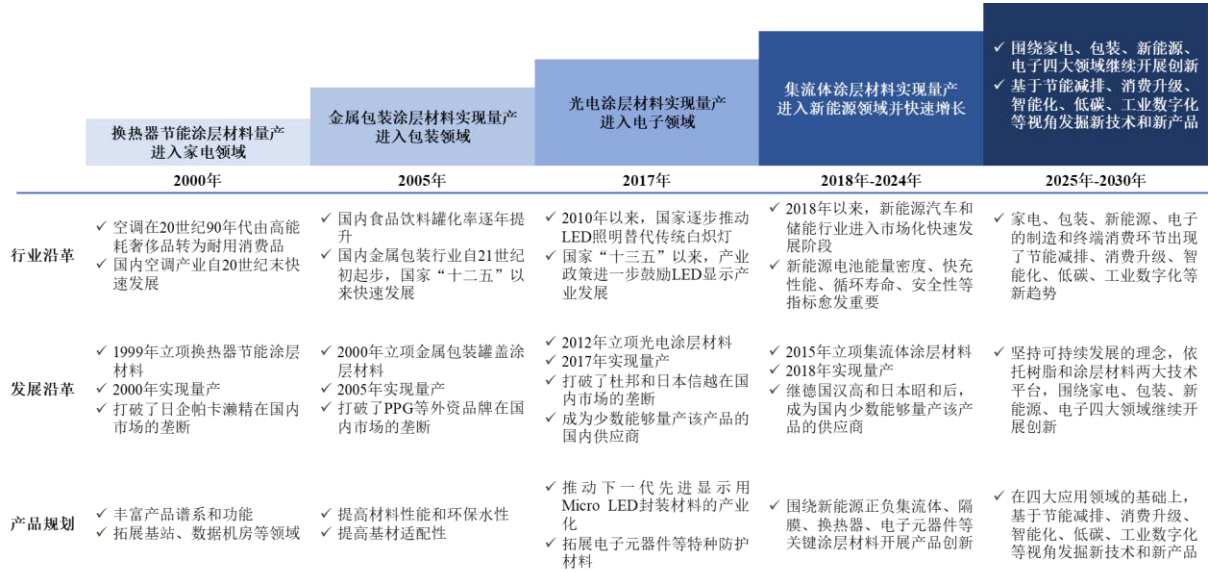 换热器节能涂层材料量产
进入家电领域
金属包装涂层材料实现量产
进入包装领域
光电涂层材料实现量产
进入电子领域
集流体涂层材料实现量产
进入新能源领域并快速增长
✓ 围绕家电、包装、新能源、
电子四大领域继续开展创新
✓ 基于节能减排、消费升级、
智能化、低碳、工业数字化
等视角发掘新技术和新产品
2000年
2005年
2017年
2018年-2024年
2025年-2030年
行业沿革
✓ 空调在20世纪90年代由高能
耗奢侈品转为耐用消费品
✓ 国内空调产业自20世纪末快
速发展
✓ 国内食品饮料罐化率逐年提
升
✓ 国内金属包装行业自21世纪
初起步，国家“十二五”以
来快速发展
✓ 2010年以来，国家逐步推动
LED照明替代传统白炽灯
✓ 国家“十三五”以来，产业
政策进一步鼓励LED显示产
业发展
✓ 2018年以来，新能源汽车和
储能行业进入市场化快速发
展阶段
✓ 新能源电池能量密度、快充
性能、循环寿命、安全性等
指标愈发重要
✓ 家电、包装、新能源、电子
的制造和终端消费环节出现
了节能减排、消费升级、智
能化、低碳、工业数字化等
新趋势
发展沿革
✓ 1999年立项换热器节能涂层
材料
✓ 2000年实现量产
✓ 打破了日企帕卡濑精在国内
市场的垄断
✓ 2000年立项金属包装罐盖涂
层材料
✓ 2005年实现量产
✓ 打破了PPG等外资品牌在国
内市场的垄断
✓ 2012年立项光电涂层材料
✓ 2017年实现量产
✓ 打破了杜邦和日本信越在国
内市场的垄断
✓ 成为少数能够量产该产品的
国内供应商
✓ 2015年立项集流体涂层材料
✓ 2018年实现量产
✓ 继德国汉高和日本昭和后，
成为国内少数能够量产该产
品的供应商
✓ 坚持可持续发展的理念，依
托树脂和涂层材料两大技术
平台，围绕家电、包装、新
能源、电子四大领域继续开
展创新
产品规划
✓ 丰富产品谱系和功能
✓ 拓展基站、数据机房等领域
✓ 提高材料性能和环保水性
✓ 提高基材适配性
✓ 推动下一代先进显示用
Micro LED封装材料的产业
化
✓ 拓展电子元器件等特种防护
材料
✓ 围绕新能源正负集流体、隔
膜、换热器、电子元器件等
关键涂层材料开展产品创新
✓ 在四大应用领域的基础上，
基于节能减排、消费升级、
智能化、低碳、工业数字化
等视角发掘新技术和新产品